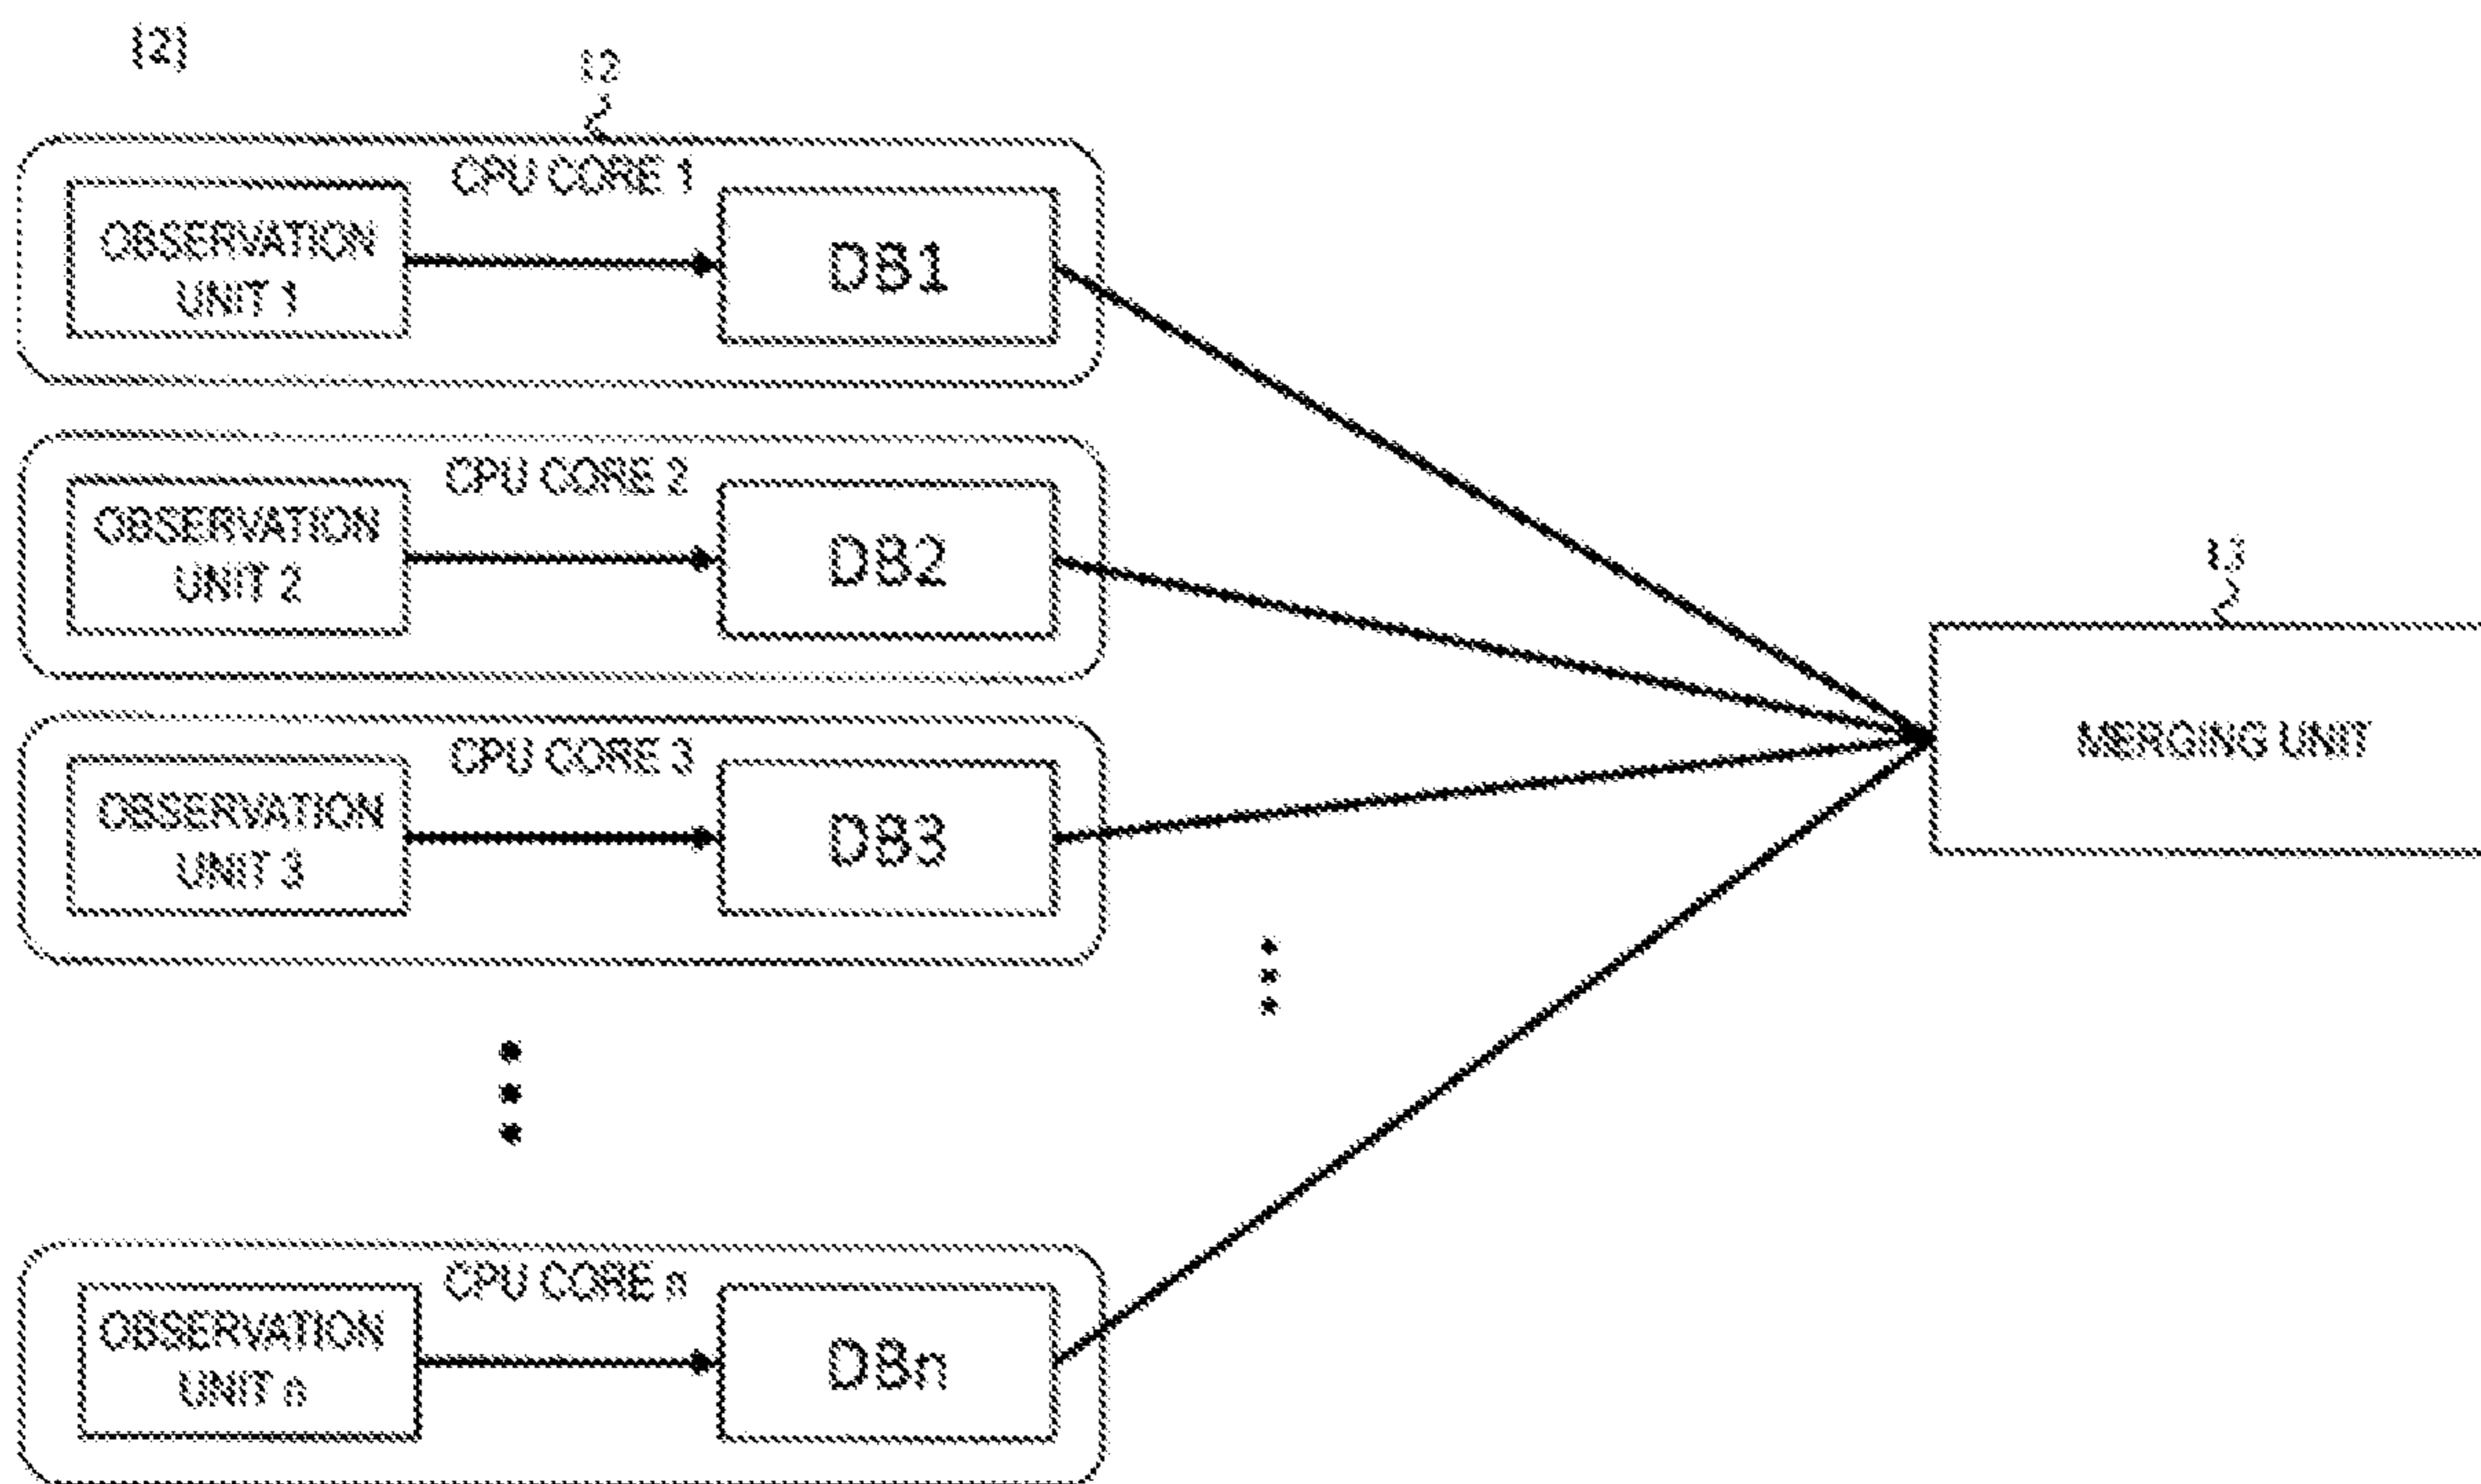 [2]
12
CPU CORE 1
OBSERVATION
UNIT 1
DB1
CPU CORE 2
OBSERVATION
UNIT 2
DB2
CPU CORE 3
OBSERVATION
UNIT 3
DB3
13
MERGING UNIT
CPU CORE n
OBSERVATION
UNIT n
DBn